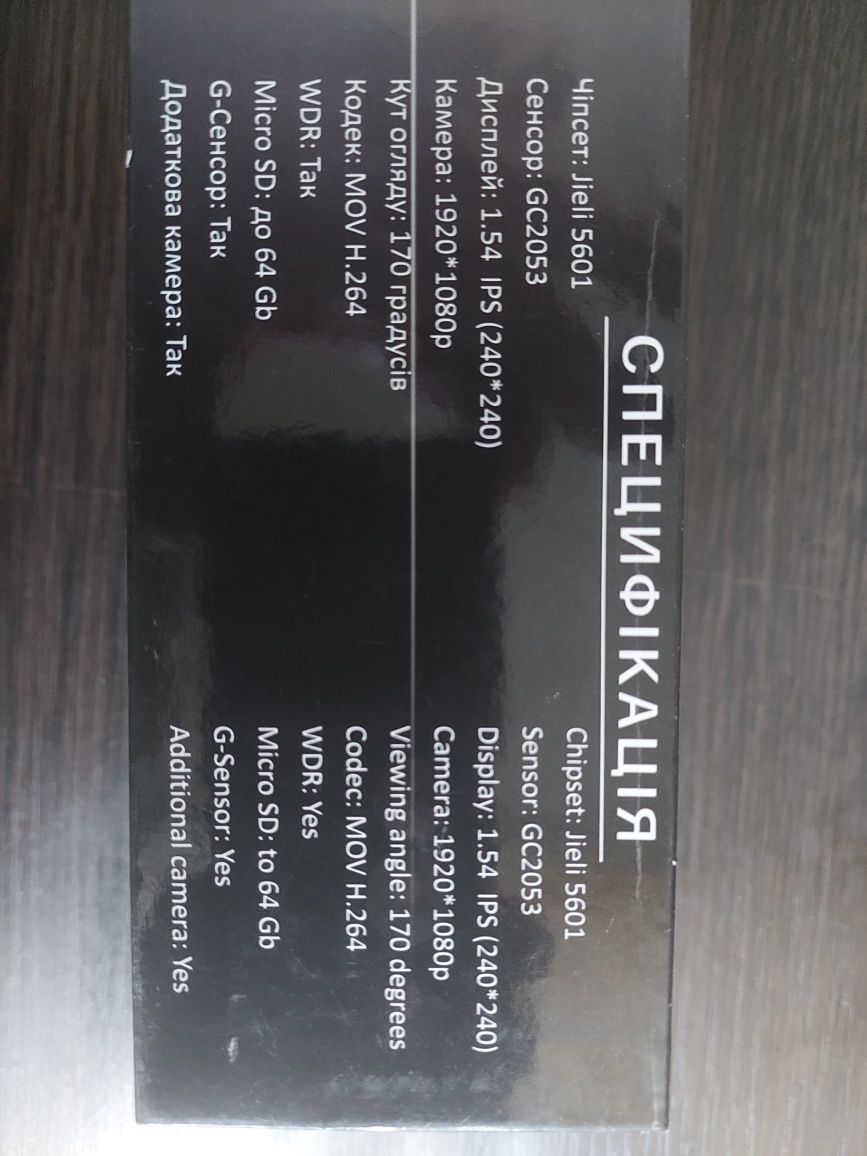 СПЕЦИФІКАЦІЯ
Чіпсет: Jieli 5601
Сенсор: GC2053
Дисплей: 1.54 IPS (240*240)
Камера: 1920*1080p
Кут огляду: 170 градусів
Кодек: MOV H.264
WDR: Так
Micro SD: до 64 Gb
G-Сенсор: Так
Додаткова камера: Так
Chipset: Jieli 5601
Sensor: GC2053
Display: 1.54 IPS (240*240)
Camera: 1920*1080p
Viewing angle: 170 degrees
Codec: MOV H.264
WDR: Yes
Micro SD: to 64 Gb
G-Sensor: Yes
Additional camera: Yes